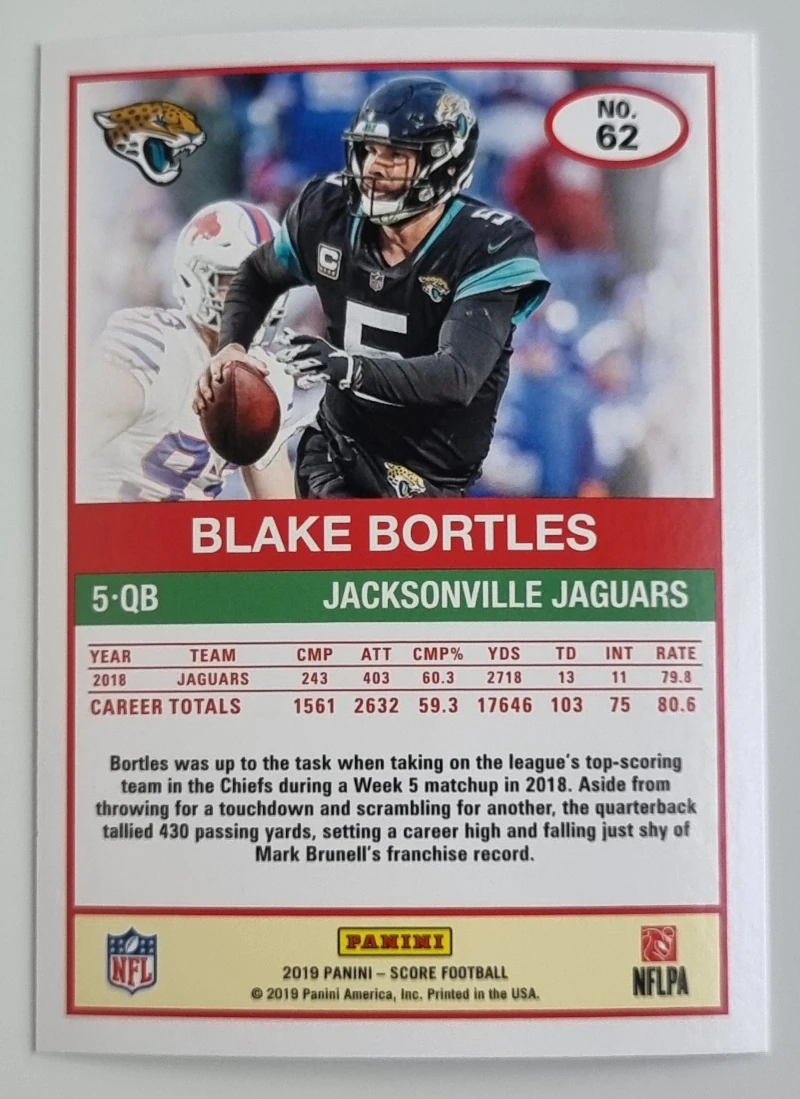 NO.
62
5
C
5
BLAKE BORTLES
5·QB JACKSONVILLE JAGUARS
YEAR TEAM CMP ATT CMP% YDS TD INT RATE
2018 JAGUARS 243 403 60.3 2718 13 11 79.8
CAREER TOTALS 1561 2632 59.3 17646 103 75 80.6
Bortles was up to the task when taking on the league's top-scoring
team in the Chiefs during a Week 5 matchup in 2018. Aside from
throwing for a touchdown and scrambling for another, the quarterback
tallied 430 passing yards, setting a career high and falling just shy of
Mark Brunell's franchise record.
NFL
PANINI
NFLPA
2019 PANINI – SCORE FOOTBALL
© 2019 Panini America, Inc. Printed in the USA.